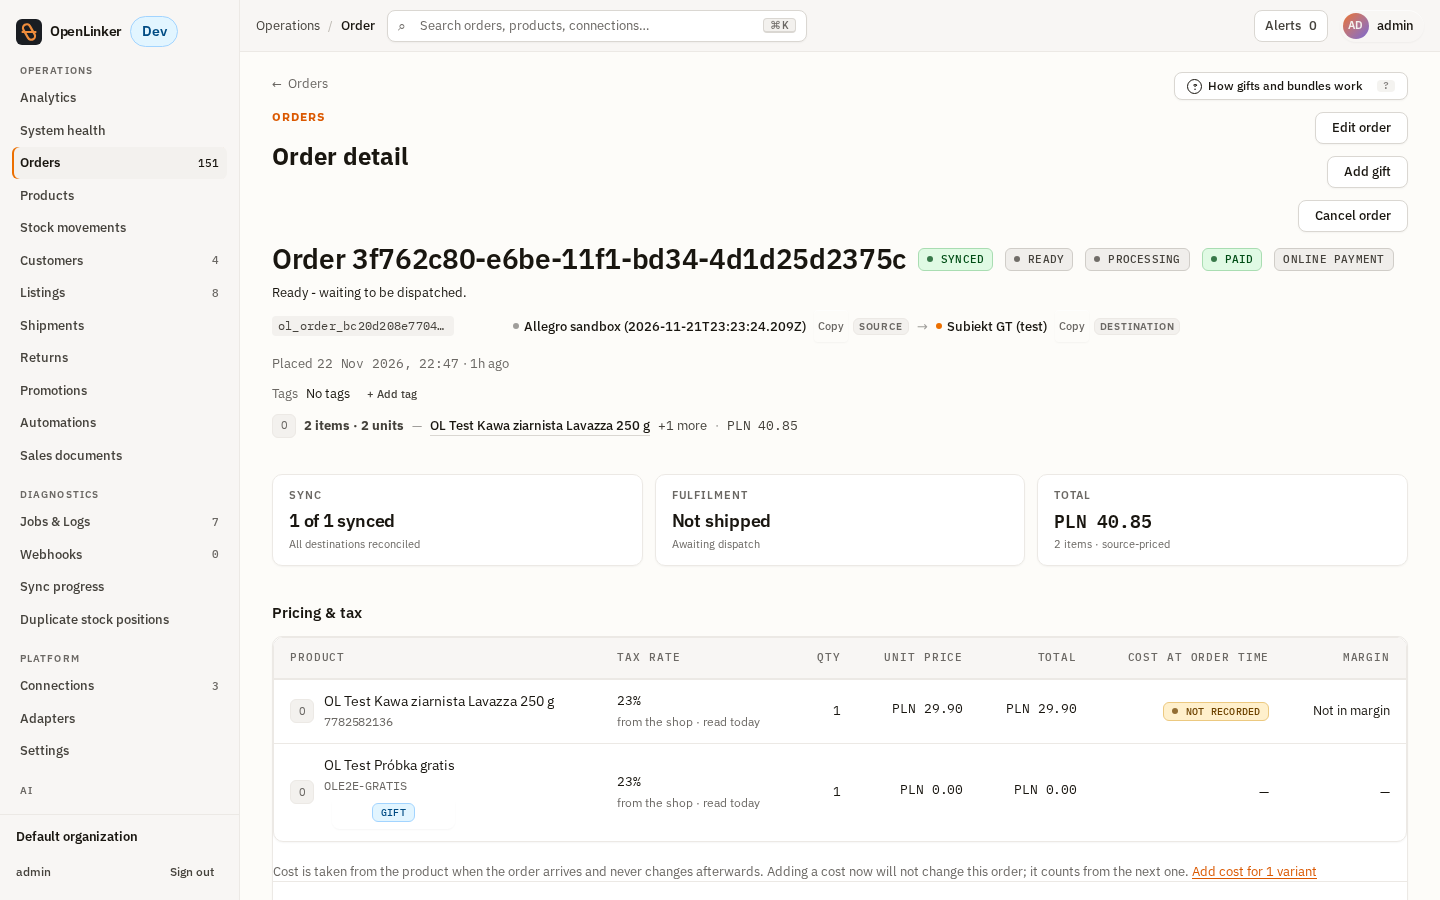 OpenLinker Dev
OPERATIONS
Analytics
System health
Orders 151
Products
Stock movements
Customers 4
Listings 8
Shipments
Returns
Promotions
Automations
Sales documents
DIAGNOSTICS
Jobs & Logs 7
Webhooks 0
Sync progress
Duplicate stock positions
PLATFORM
Connections 3
Adapters
Settings
AI
Default organization
admin Sign out
Operations / Order
Search orders, products, connections... ⌘K
Alerts 0
AD admin
← Orders
? How gifts and bundles work ?
ORDERS
Order detail
Edit order
Add gift
Cancel order
Order 3f762c80-e6be-11f1-bd34-4d1d25d2375c SYNCED READY PROCESSING PAID ONLINE PAYMENT
Ready - waiting to be dispatched.
ol_order_bc20d208e7704… Allegro sandbox (2026-11-21T23:23:24.209Z) Copy SOURCE → Subiekt GT (test) Copy DESTINATION
Placed 22 Nov 2026, 22:47 · 1h ago
Tags No tags + Add tag
O 2 items · 2 units — OL Test Kawa ziarnista Lavazza 250 g +1 more · PLN 40.85
SYNC
1 of 1 synced
All destinations reconciled
FULFILMENT
Not shipped
Awaiting dispatch
TOTAL
PLN 40.85
2 items · source-priced
Pricing & tax
PRODUCT TAX RATE QTY UNIT PRICE TOTAL COST AT ORDER TIME MARGIN
O OL Test Kawa ziarnista Lavazza 250 g 23% 1 PLN 29.90 PLN 29.90 NOT RECORDED Not in margin
7782582136 from the shop · read today
O OL Test Próbka gratis 23% 1 PLN 0.00 PLN 0.00 — —
OLE2E-GRATIS from the shop · read today
GIFT
Cost is taken from the product when the order arrives and never changes afterwards. Adding a cost now will not change this order; it counts from the next one. Add cost for 1 variant